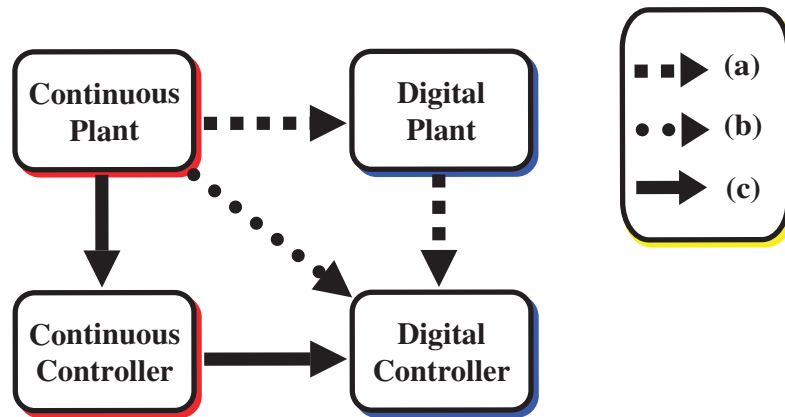 Continuous
Plant
Digital
Plant
Continuous
Controller
Digital
Controller
(a)
(b)
(c)